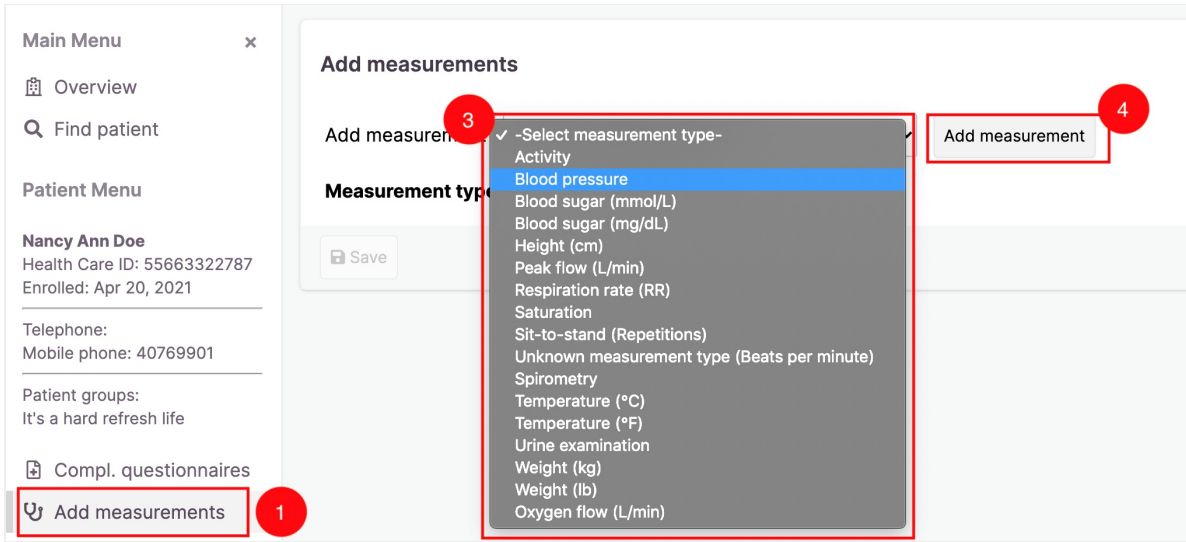 Main Menu
×
Overview
Find patient
Patient Menu
Nancy Ann Doe
Health Care ID: 55663322787
Enrolled: Apr 20, 2021
Telephone:
Mobile phone: 40769901
Patient groups:
It's a hard refresh life
Compl. questionnaires
Add measurements
1
Add measurements
3
4
Add measurement
-Select measurement type-
Activity
Blood pressure
Blood sugar (mmol/L)
Blood sugar (mg/dL)
Height (cm)
Peak flow (L/min)
Respiration rate (RR)
Saturation
Sit-to-stand (Repetitions)
Unknown measurement type (Beats per minute)
Spirometry
Temperature (°C)
Temperature (°F)
Urine examination
Weight (kg)
Weight (lb)
Oxygen flow (L/min)
Add measurement
Measurement type
Save